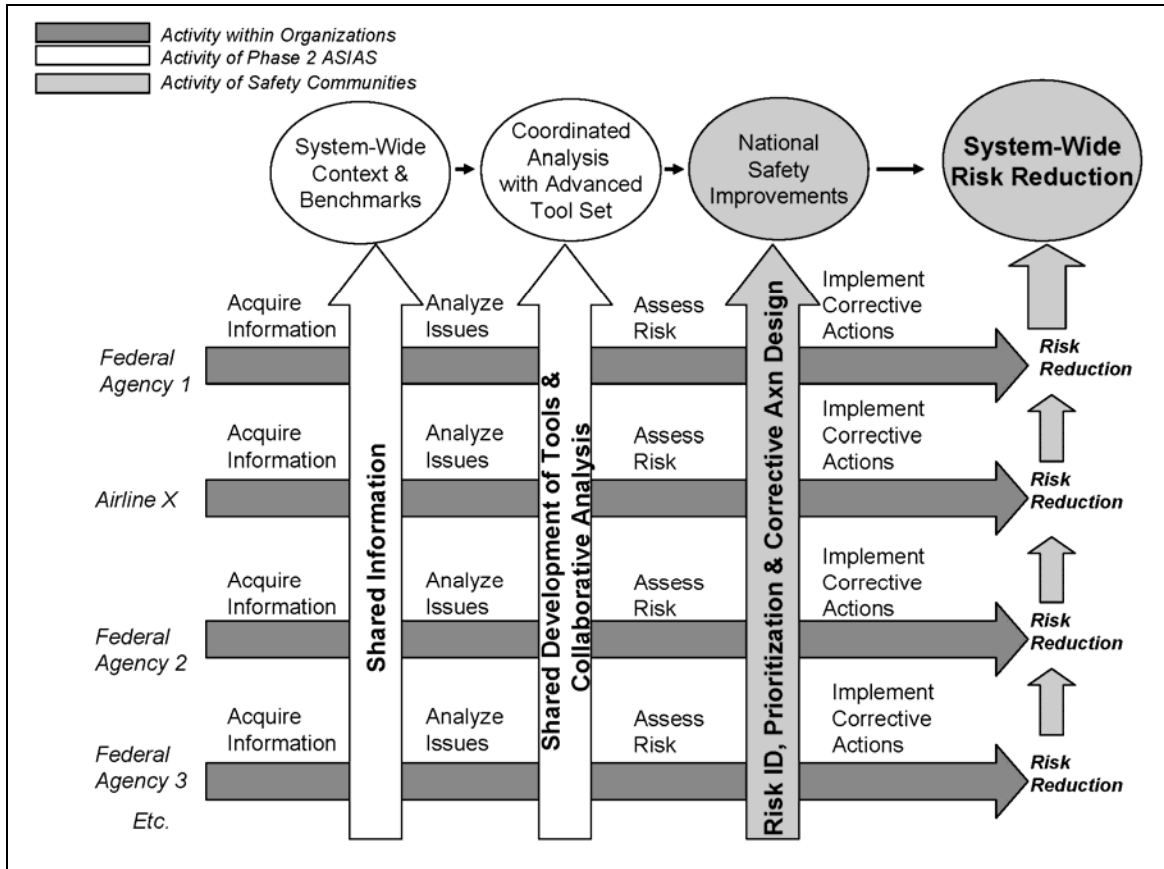 Activity within Organizations
Activity of Phase 2 ASIAS
Activity of Safety Communities
System-Wide
Context &
Benchmarks
Coordinated
Analysis
with Advanced
Tool Set
National
Safety
Improvements
System-Wide
Risk Reduction
Federal
Agency 1
Acquire
Information
Analyze
Issues
Assess
Risk
Implement
Corrective
Actions
Risk
Reduction
Airline X
Acquire
Information
Analyze
Issues
Assess
Risk
Implement
Corrective
Actions
Risk
Reduction
Federal
Agency 2
Acquire
Information
Analyze
Issues
Assess
Risk
Implement
Corrective
Actions
Risk
Reduction
Federal
Agency 3
Acquire
Information
Analyze
Issues
Assess
Risk
Implement
Corrective
Actions
Risk
Reduction
Etc.
Shared Information
Shared Development of Tools &
Collaborative Analysis
Risk ID, Prioritization & Corrective Axn Design